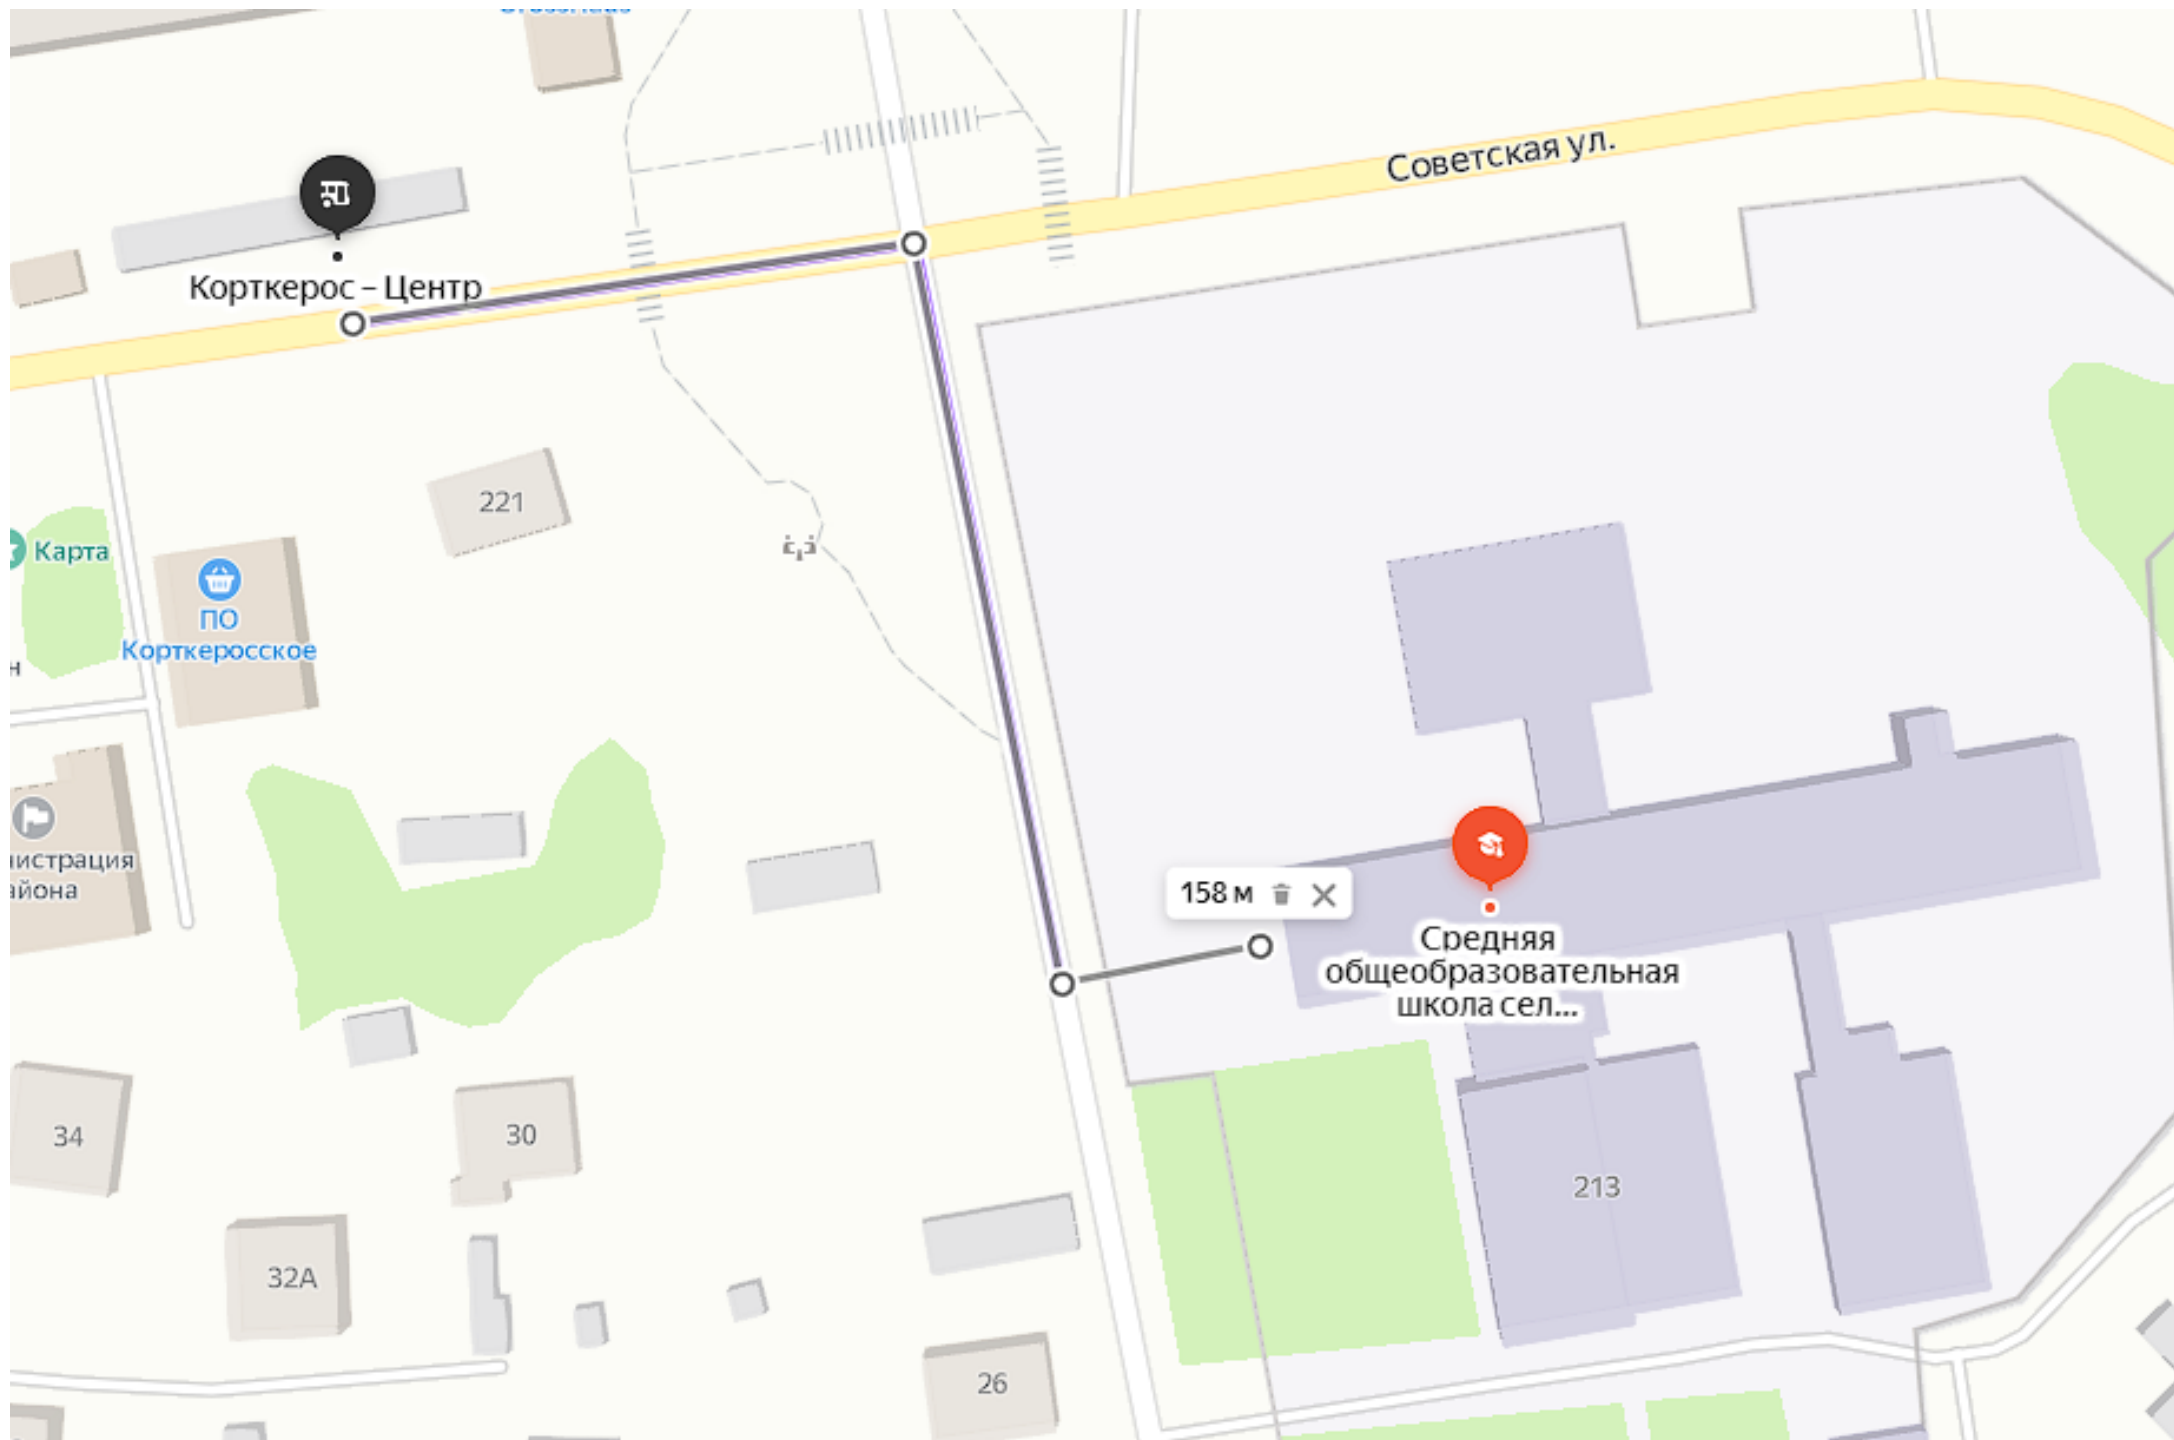 Советская ул.
Корткерос – Центр
221
Карта
ПО
Корткеросское
н
нистрация
айона
158 м
Средняя
общеобразовательная
школа сел...
34
30
213
32А
26